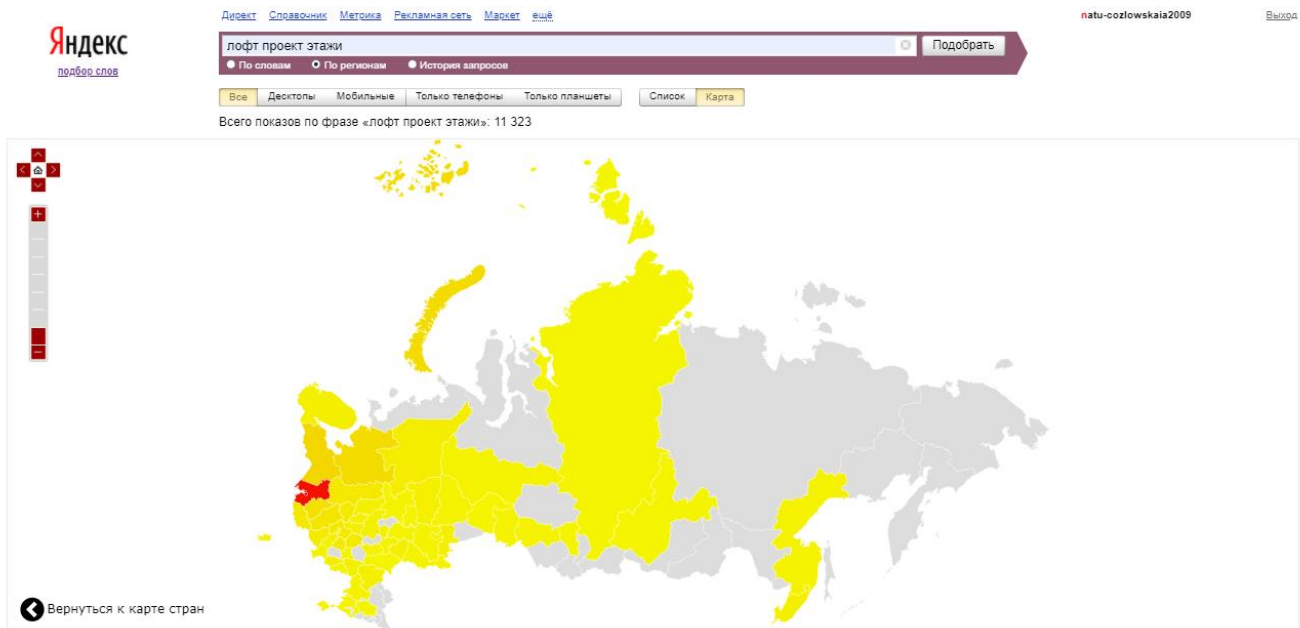 Директ Справочник Метрика Рекламная сеть Маркет ещё
natu-cozlowskaia2009 Выход
Яндекс
подбор слов
лофт проект этажи
Подобрать
По словам По регионам История запросов
Все Десктопы Мобильные Только телефоны Только планшеты Список Карта
Всего показов по фразе «лофт проект этажи»: 11 323
Вернуться к карте стран